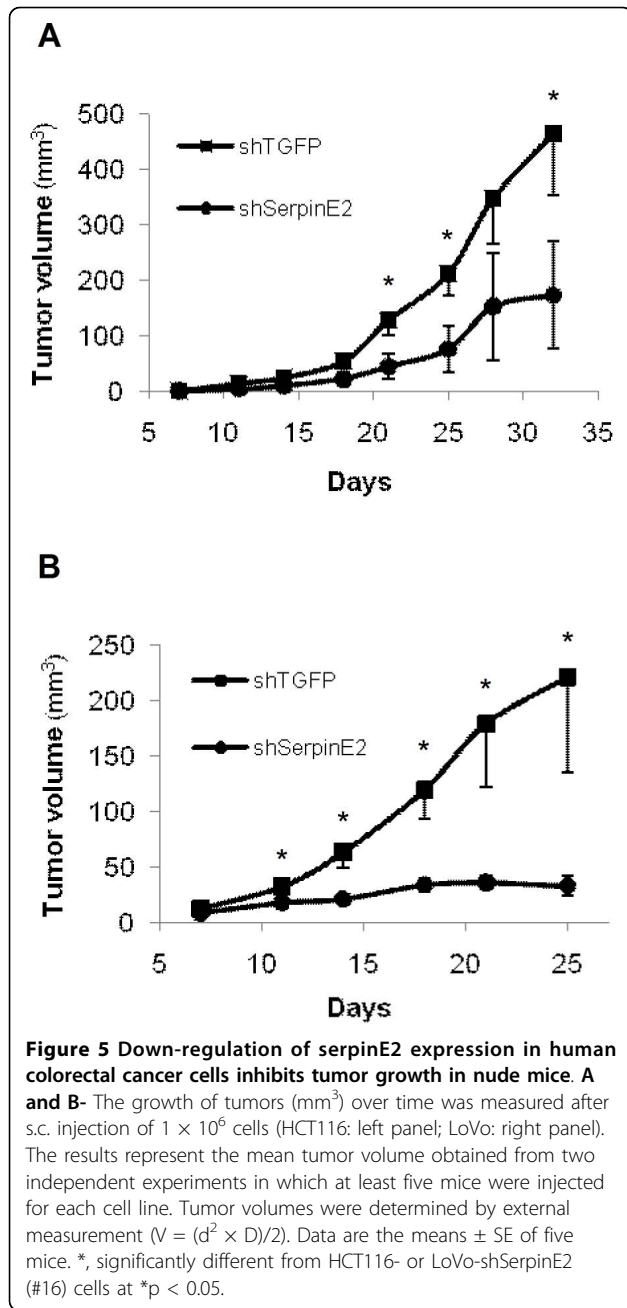 A
Tumor volume (mm³)
500
400
300
200
100
0
shTGFP
shSerpinE2
*
*
*
5 10 15 20 25 30 35
Days
B
Tumor volume (mm³)
250
200
150
100
50
0
shTGFP
shSerpinE2
*
*
*
*
*
5 10 15 20 25
Days
Figure 5 Down-regulation of serpinE2 expression in human
colorectal cancer cells inhibits tumor growth in nude mice. A
and B- The growth of tumors (mm³) over time was measured after
s.c. injection of 1 × 10⁶ cells (HCT116: left panel; LoVo: right panel).
The results represent the mean tumor volume obtained from two
independent experiments in which at least five mice were injected
for each cell line. Tumor volumes were determined by external
measurement (V = (d² × D)/2). Data are the means ± SE of five
mice. *, significantly different from HCT116- or LoVo-shSerpinE2
(#16) cells at *p < 0.05.